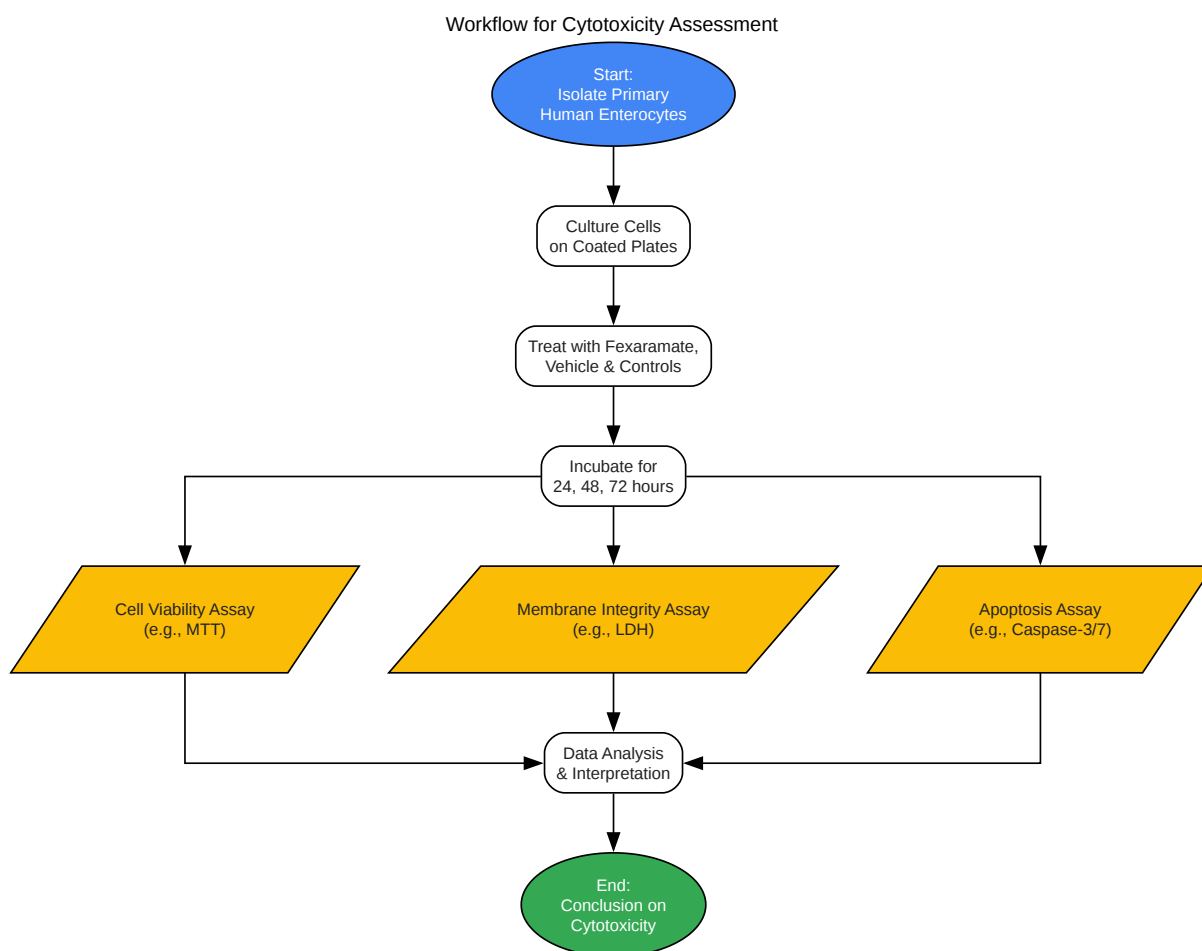 Workflow for Cytotoxicity Assessment
Start:
Isolate Primary
Human Enterocytes
Culture Cells
on Coated Plates
Treat with Fexaramate,
Vehicle & Controls
Incubate for
24, 48, 72 hours
Cell Viability Assay
(e.g., MTT)
Membrane Integrity Assay
(e.g., LDH)
Apoptosis Assay
(e.g., Caspase-3/7)
Data Analysis
& Interpretation
End:
Conclusion on
Cytotoxicity